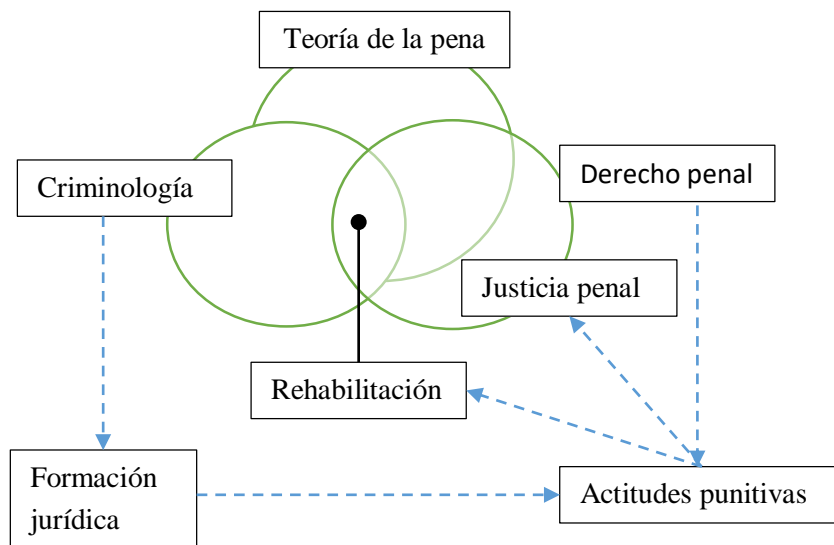 Teoría de la pena
Criminología
Derecho penal
Justicia penal
Rehabilitación
Formación
jurídica
Actitudes punitivas